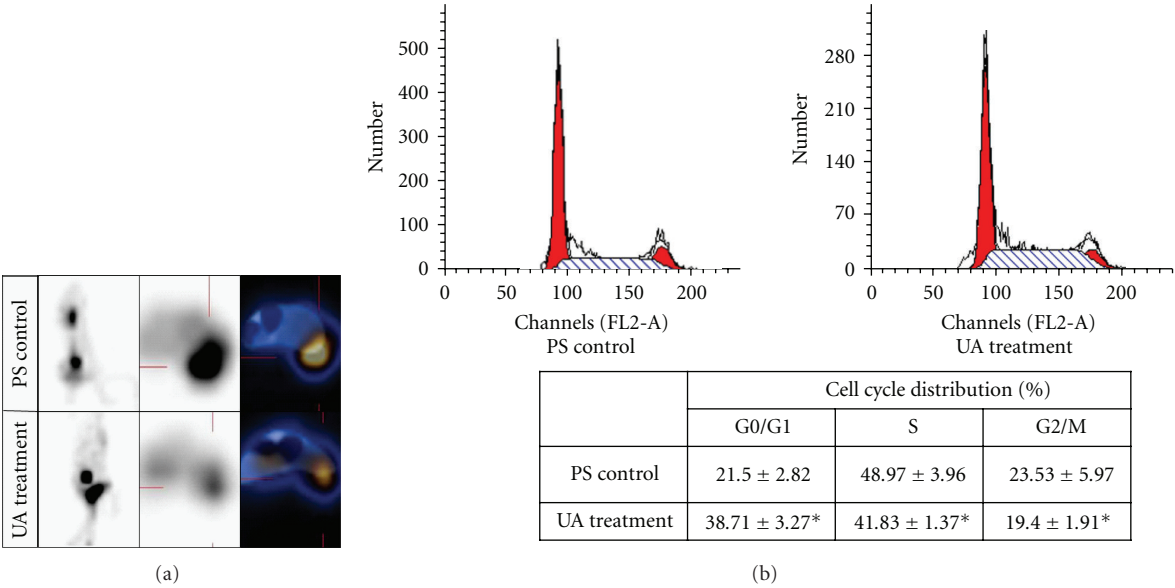 PS control
UA treatment
(a)
Number
500
400
300
200
100
0
0 50 100 150 200
Channels (FL2-A)
PS control
Number
280
210
140
70
0
0 50 100 150 200 240
Channels (FL2-A)
UA treatment
Cell cycle distribution (%)
G0/G1 S G2/M
PS control 21.5 ± 2.82 48.97 ± 3.96 23.53 ± 5.97
UA treatment 38.71 ± 3.27* 41.83 ± 1.37* 19.4 ± 1.91*
(b)